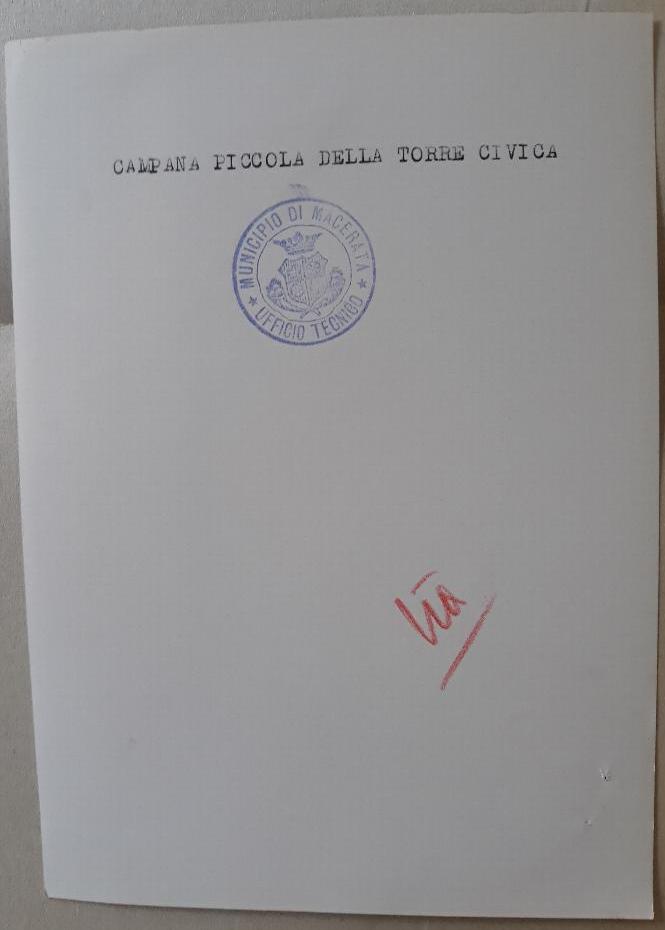 CAMPANA PICCOLA DELLA TORRE CIVICA
MUNICIPIO DI MACERATA
* UFFICIO TECNICO *